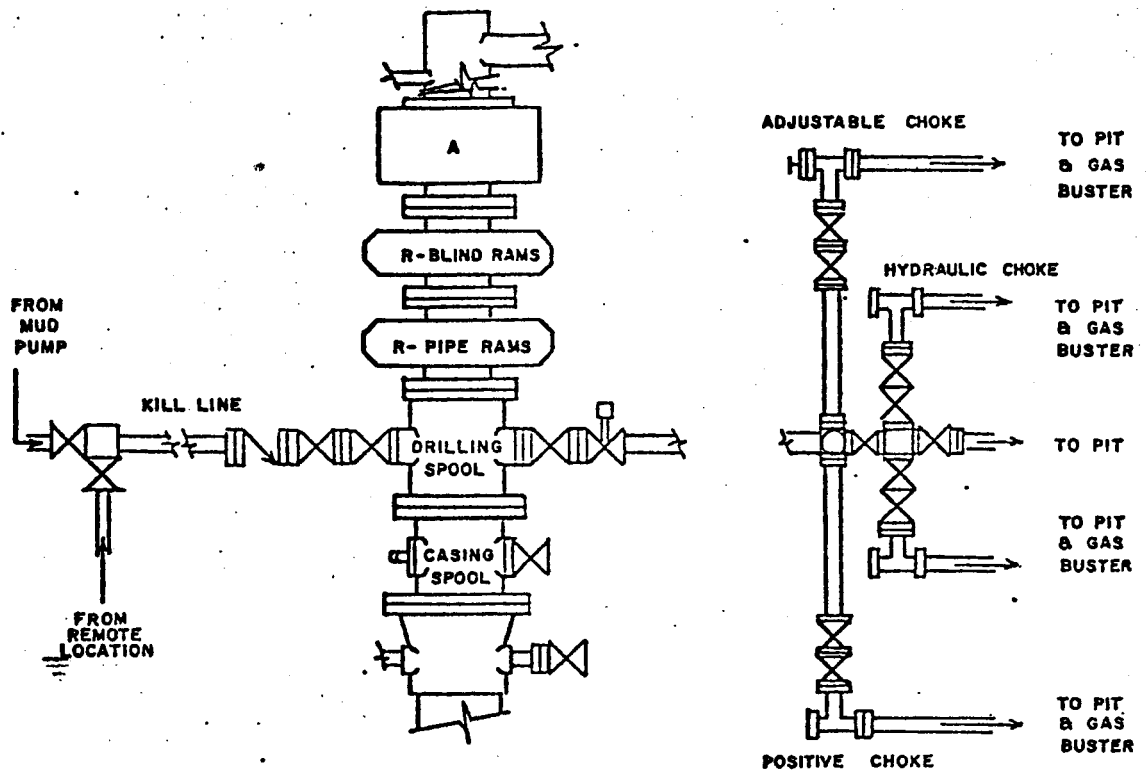 A
R-BLIND RAMS
R- PIPE RAMS
FROM
MUD
PUMP
KILL LINE
DRILLING
SPOOL
CASING
SPOOL
FROM
REMOTE
LOCATION
ADJUSTABLE CHOKE
TO PIT
& GAS
BUSTER
HYDRAULIC CHOKE
TO PIT
& GAS
BUSTER
TO PIT
TO PIT
& GAS
BUSTER
TO PIT
& GAS
BUSTER
POSITIVE CHOKE